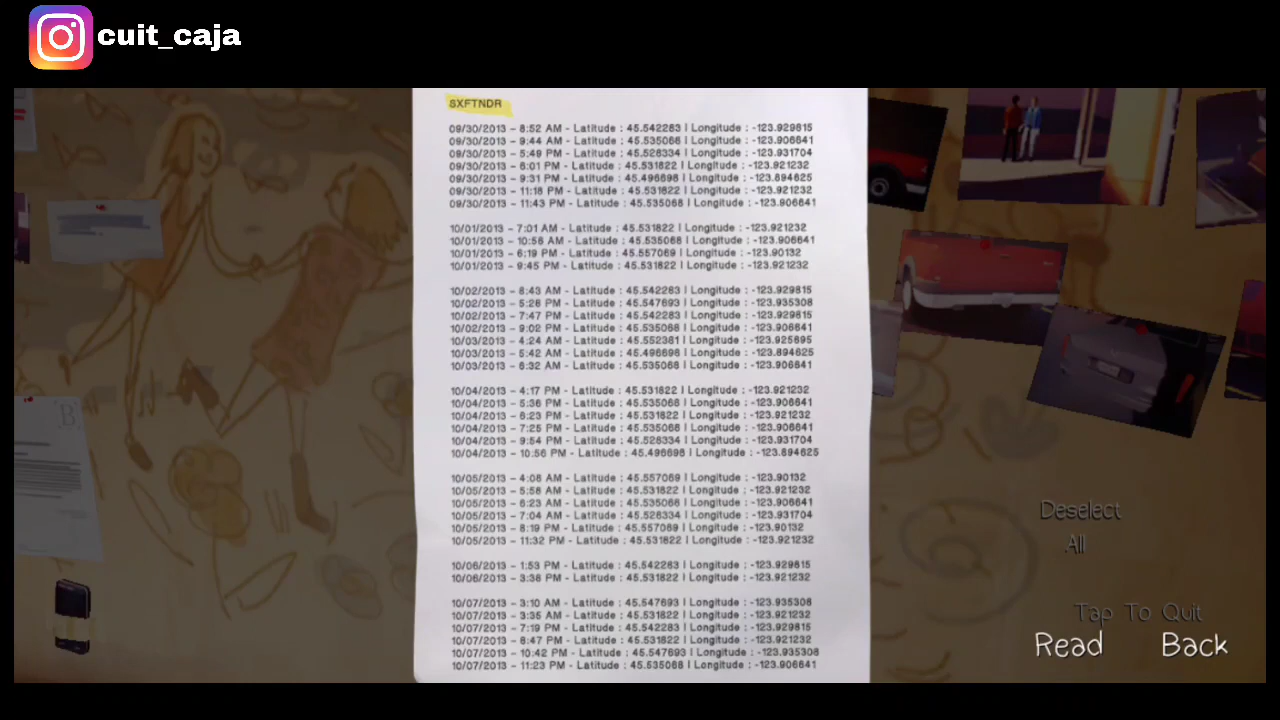 cuit_caja
SXFTNDR
09/30/2013 - 8:52 AM - Latitude : 45.542283 | Longitude : -123.929815
09/30/2013 - 9:44 AM - Latitude : 45.535068 | Longitude : -123.906641
09/30/2013 - 5:49 PM - Latitude : 45.528334 | Longitude : -123.931704
09/30/2013 - 8:01 PM - Latitude : 45.531822 | Longitude : -123.921232
09/30/2013 - 9:31 PM - Latitude : 45.496698 | Longitude : -123.894625
09/30/2013 - 11:18 PM - Latitude : 45.531822 | Longitude : -123.921232
09/30/2013 - 11:43 PM - Latitude : 45.535068 | Longitude : -123.906641
10/01/2013 - 7:01 AM - Latitude : 45.531822 | Longitude : -123.921232
10/01/2013 - 10:56 AM - Latitude : 45.535068 | Longitude : -123.906641
10/01/2013 - 6:19 PM - Latitude : 45.557069 | Longitude : -123.90132
10/01/2013 - 9:45 PM - Latitude : 45.531822 | Longitude : -123.921232
10/02/2013 - 8:43 AM - Latitude : 45.542283 | Longitude : -123.929815
10/02/2013 - 5:28 PM - Latitude : 45.547693 | Longitude : -123.935308
10/02/2013 - 7:47 PM - Latitude : 45.542283 | Longitude : -123.929815
10/02/2013 - 9:02 PM - Latitude : 45.535068 | Longitude : -123.906641
10/03/2013 - 4:24 AM - Latitude : 45.552381 | Longitude : -123.925695
10/03/2013 - 5:42 AM - Latitude : 45.496698 | Longitude : -123.894625
10/03/2013 - 6:32 AM - Latitude : 45.535068 | Longitude : -123.906641
10/04/2013 - 4:17 PM - Latitude : 45.531822 | Longitude : -123.921232
10/04/2013 - 5:36 PM - Latitude : 45.535068 | Longitude : -123.906641
10/04/2013 - 6:23 PM - Latitude : 45.531822 | Longitude : -123.921232
10/04/2013 - 7:25 PM - Latitude : 45.535068 | Longitude : -123.906641
10/04/2013 - 9:54 PM - Latitude : 45.528334 | Longitude : -123.931704
10/04/2013 - 10:56 PM - Latitude : 45.496698 | Longitude : -123.894625
10/05/2013 - 4:08 AM - Latitude : 45.557069 | Longitude : -123.90132
10/05/2013 - 5:58 AM - Latitude : 45.531822 | Longitude : -123.921232
10/05/2013 - 6:23 AM - Latitude : 45.535068 | Longitude : -123.906641
10/05/2013 - 7:04 AM - Latitude : 45.528334 | Longitude : -123.931704
10/05/2013 - 8:19 PM - Latitude : 45.557069 | Longitude : -123.90132
10/05/2013 - 11:32 PM - Latitude : 45.531822 | Longitude : -123.921232
10/06/2013 - 1:53 PM - Latitude : 45.542283 | Longitude : -123.929815
10/06/2013 - 3:38 PM - Latitude : 45.531822 | Longitude : -123.921232
10/07/2013 - 3:10 AM - Latitude : 45.547693 | Longitude : -123.935308
10/07/2013 - 3:35 AM - Latitude : 45.531822 | Longitude : -123.921232
10/07/2013 - 7:19 PM - Latitude : 45.542283 | Longitude : -123.929815
10/07/2013 - 8:47 PM - Latitude : 45.531822 | Longitude : -123.921232
10/07/2013 - 10:42 PM - Latitude : 45.547693 | Longitude : -123.935308
10/07/2013 - 11:23 PM - Latitude : 45.535068 | Longitude : -123.906641
B
Deselect
All
Tap To Quit
Read Back